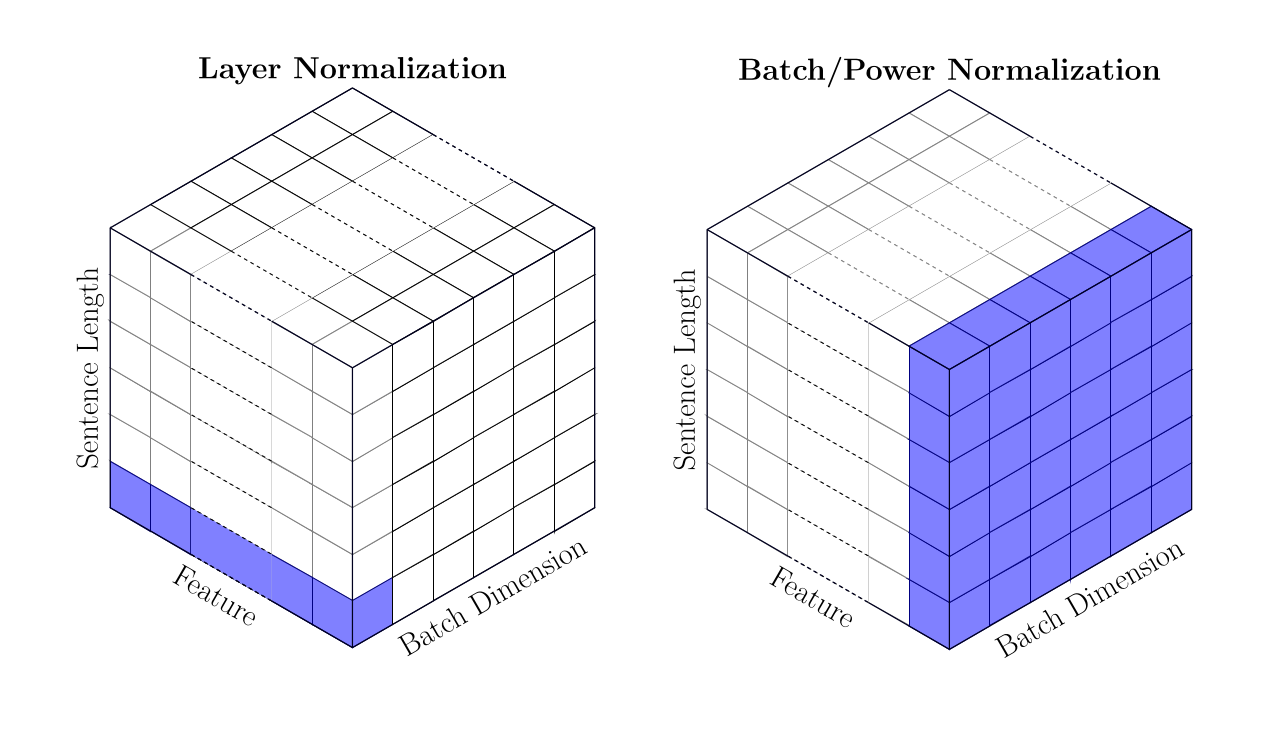 Layer Normalization
Sentence Length
Feature
Batch Dimension
Batch/Power Normalization
Sentence Length
Feature
Batch Dimension